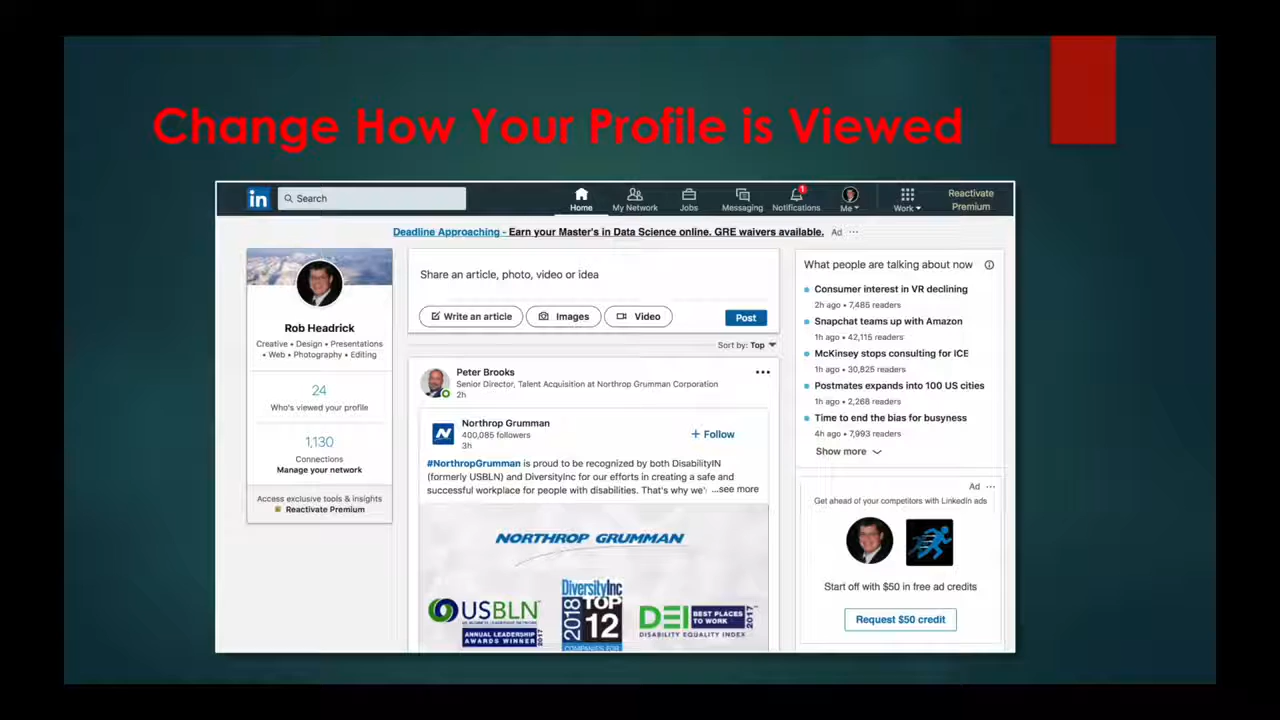 Change How Your Profile is Viewed
in
Search
Home
My Network
Jobs
Messaging
1
Notifications
Me
Work
Reactivate
Premium
Deadline Approaching - Earn your Master's in Data Science online. GRE waivers available. Ad ···
Rob Headrick
Creative • Design • Presentations
• Web • Photography • Editing
24
Who's viewed your profile
1,130
Connections
Manage your network
Access exclusive tools & insights
Reactivate Premium
Share an article, photo, video or idea
Write an article
Images
Video
Post
Sort by: Top
Peter Brooks
Senior Director, Talent Acquisition at Northrop Grumman Corporation
2h
Northrop Grumman
400,085 followers
3h
+ Follow
#NorthropGrumman is proud to be recognized by both DisabilityIN
(formerly USBLN) and DiversityInc for our efforts in creating a safe and
successful workplace for people with disabilities. That's why we' ...see more
NORTHROP GRUMMAN
USBLN
ANNUAL LEADERSHIP
AWARDS WINNER
2017
DiversityInc
2018
TOP
12
COMPANIES FOR
DEI
BEST PLACES
TO WORK
2017
DISABILITY EQUALITY INDEX
What people are talking about now
Consumer interest in VR declining
2h ago • 7,485 readers
Snapchat teams up with Amazon
1h ago • 42,115 readers
McKinsey stops consulting for ICE
1h ago • 30,825 readers
Postmates expands into 100 US cities
1h ago • 2,268 readers
Time to end the bias for busyness
4h ago • 7,993 readers
Show more
Ad ···
Get ahead of your competitors with LinkedIn ads
Start off with $50 in free ad credits
Request $50 credit